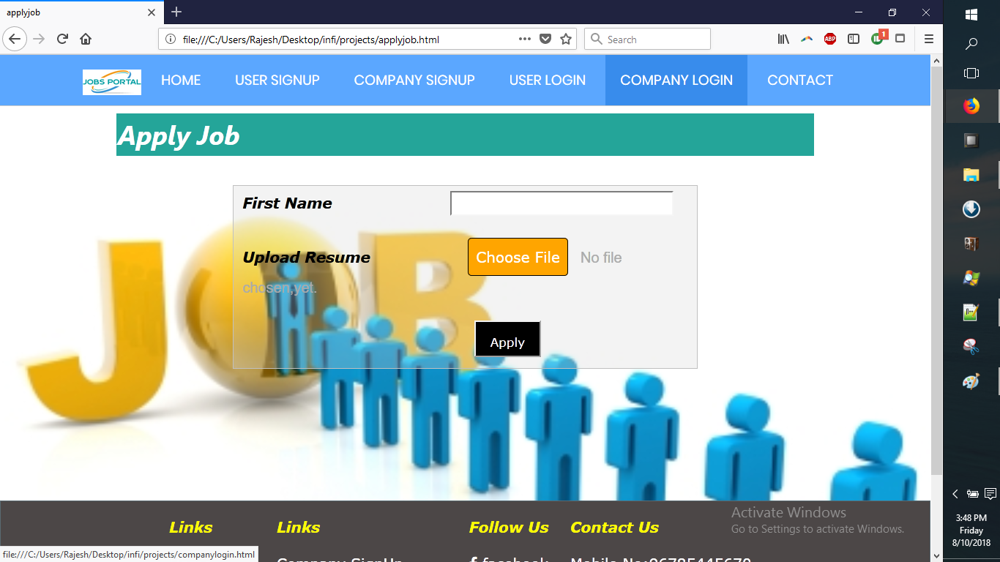 applyjob
file:///C:/Users/Rajesh/Desktop/infi/projects/applyjob.html
Search
ABP
1
JOBS PORTAL
HOME
USER SIGNUP
COMPANY SIGNUP
USER LOGIN
COMPANY LOGIN
CONTACT
Apply Job
First Name
Upload Resume
Choose File
No file
chosen,yet.
Apply
JOB
Links
Links
Follow Us
Contact Us
Activate Windows
Go to Settings to activate Windows.
Company SignUp
facebook
Mobile No:06785445670
file:///C:/Users/Rajesh/Desktop/infi/projects/companylogin.html
3:48 PM
Friday
8/10/2018